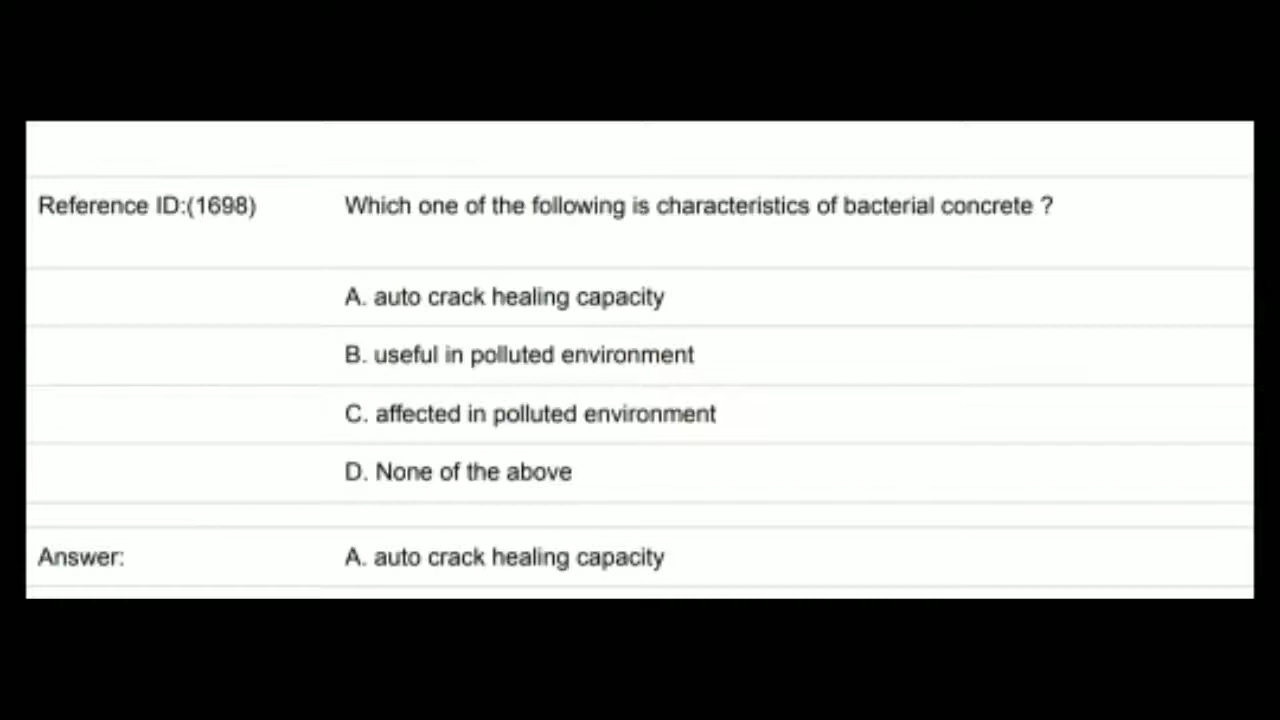 Reference ID:(1698) Which one of the following is characteristics of bacterial concrete ?
A. auto crack healing capacity
B. useful in polluted environment
C. affected in polluted environment
D. None of the above
Answer: A. auto crack healing capacity